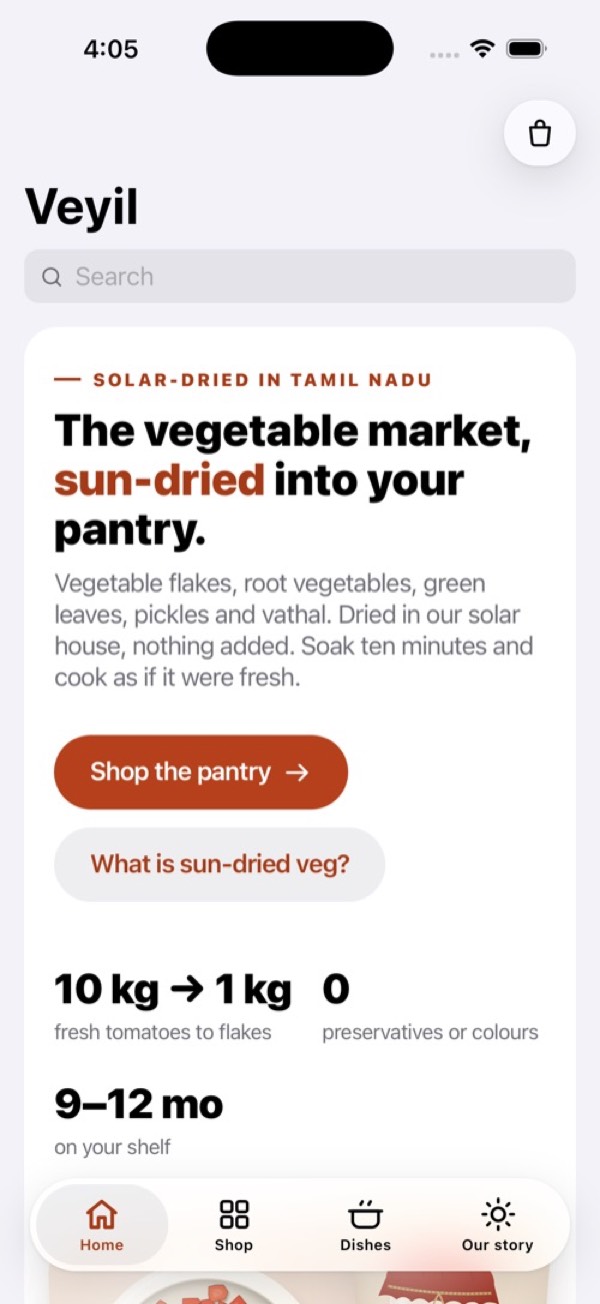 4:05
Veyil
Search
— SOLAR-DRIED IN TAMIL NADU
The vegetable market,
sun-dried into your
pantry.
Vegetable flakes, root vegetables, green
leaves, pickles and vathal. Dried in our solar
house, nothing added. Soak ten minutes and
cook as if it were fresh.
Shop the pantry →
What is sun-dried veg?
10 kg → 1 kg
fresh tomatoes to flakes
0
preservatives or colours
9–12 mo
on your shelf
Home
Shop
Dishes
Our story